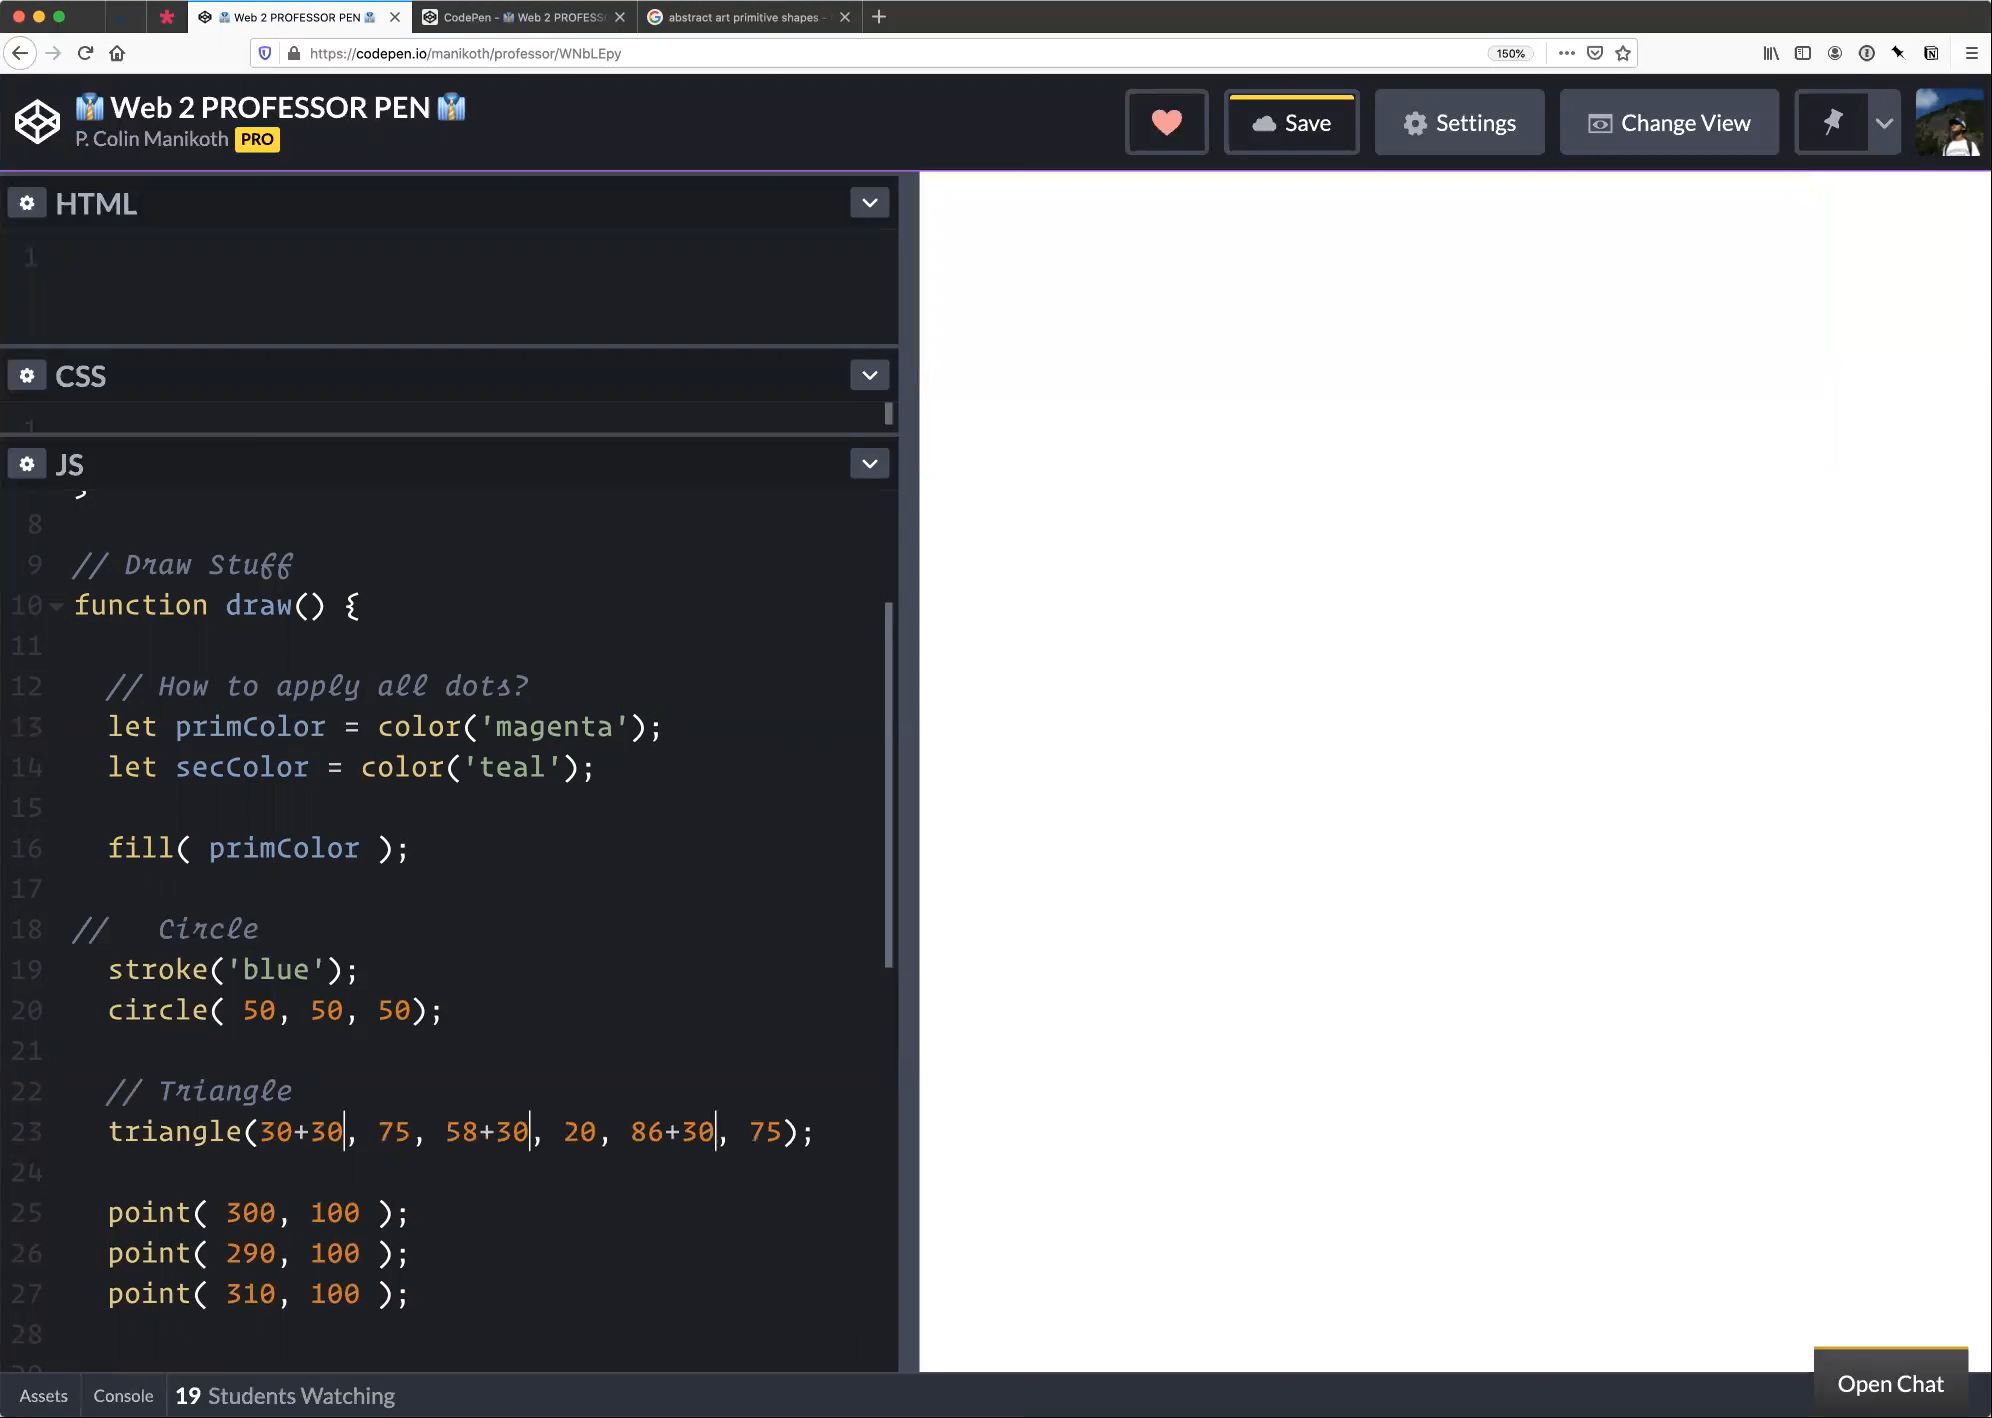 Web 2 PROFESSOR PEN
CodePen - Web 2 PROFESS
abstract art primitive shapes -
https://codepen.io/manikoth/professor/WNbLEpy
150%
Web 2 PROFESSOR PEN
P. Colin Manikoth PRO
Save
Settings
Change View
HTML
1
CSS
1
JS
}
8
9 // Draw Stuff
10 function draw() {
11
12 // How to apply all dots?
13 let primColor = color('magenta');
14 let secColor = color('teal');
15
16 fill( primColor );
17
18 // Circle
19 stroke('blue');
20 circle( 50, 50, 50);
21
22 // Triangle
23 triangle(30+30, 75, 58+30, 20, 86+30, 75);
24
25 point( 300, 100 );
26 point( 290, 100 );
27 point( 310, 100 );
28
Assets
Console
19 Students Watching
Open Chat